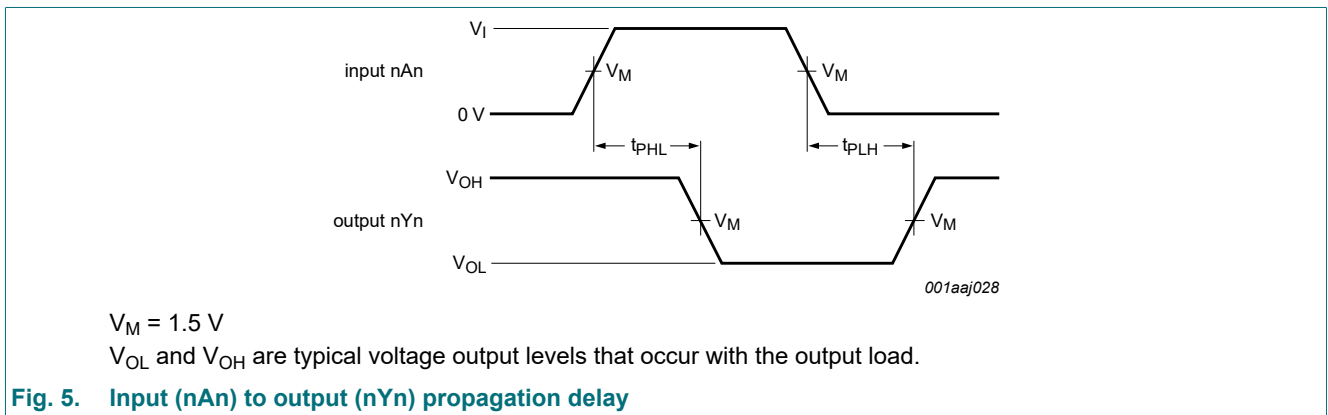 VI
input nAn
VM
VM
0 V
tPHL
tPLH
VOH
output nYn
VM
VM
VOL
001aaj028
VM = 1.5 V
VOL and VOH are typical voltage output levels that occur with the output load.
Fig. 5. Input (nAn) to output (nYn) propagation delay